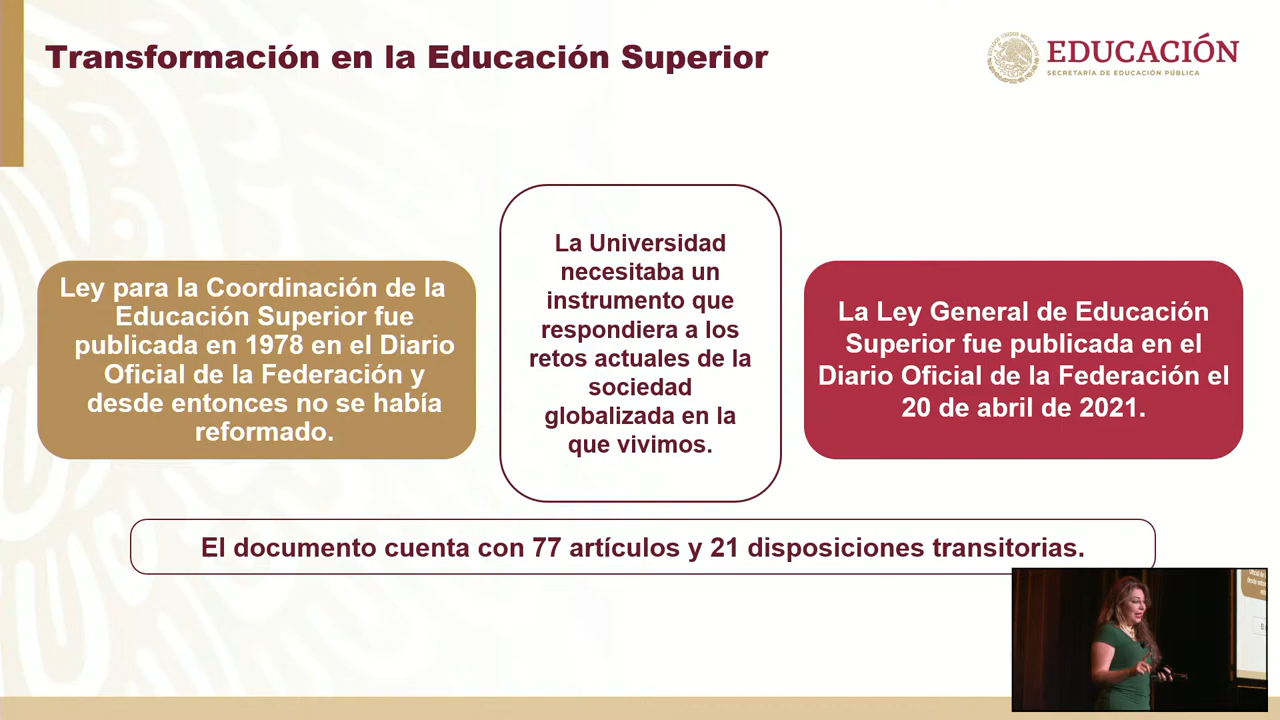 Transformación en la Educación Superior
ESTADOS UNIDOS MEXICANOS
EDUCACIÓN
SECRETARÍA DE EDUCACIÓN PÚBLICA
Ley para la Coordinación de la
Educación Superior fue
publicada en 1978 en el Diario
Oficial de la Federación y
desde entonces no se había
reformado.
La Universidad
necesitaba un
instrumento que
respondiera a los
retos actuales de la
sociedad
globalizada en la
que vivimos.
La Ley General de Educación
Superior fue publicada en el
Diario Oficial de la Federación el
20 de abril de 2021.
El documento cuenta con 77 artículos y 21 disposiciones transitorias.